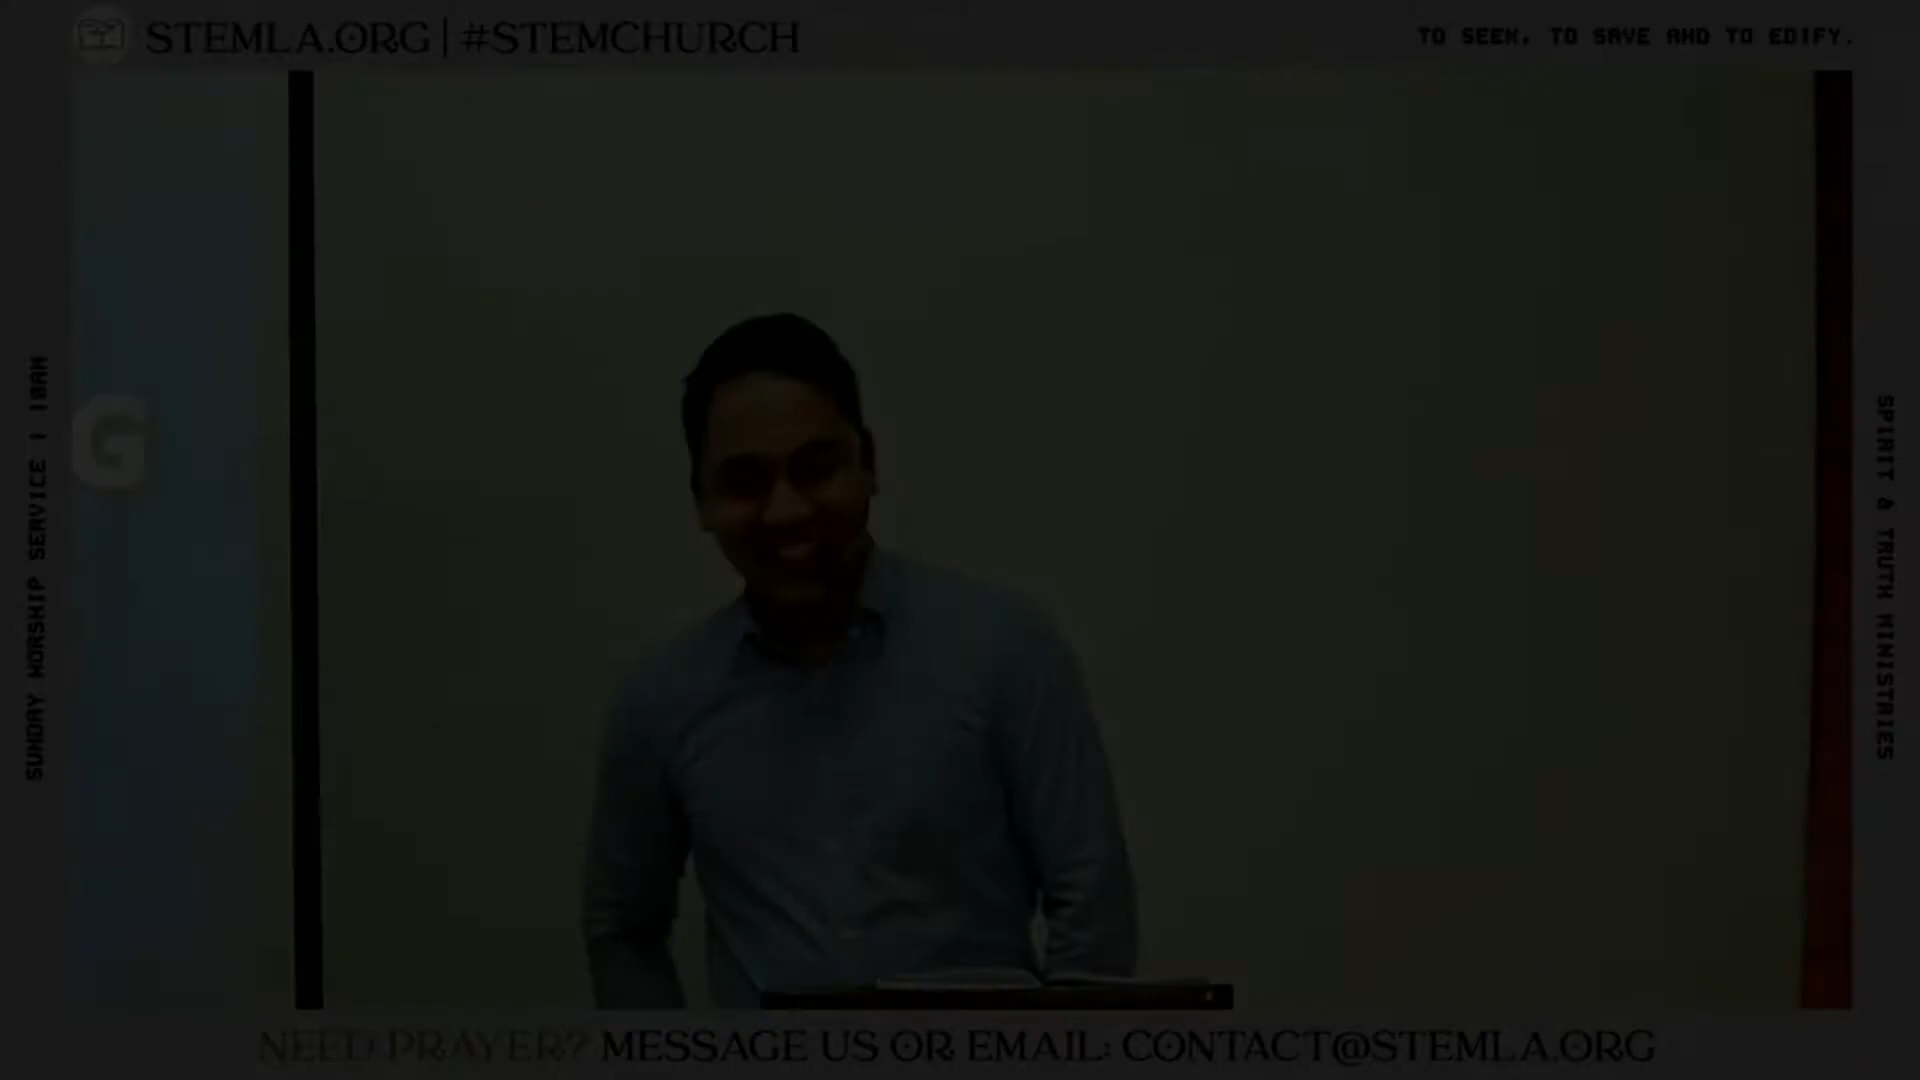 STEMLA.ORG | #STEMCHURCH
TO SEEK, TO SAVE AND TO EDIFY.
SUNDAY WORSHIP SERVICE | 10AM
G
SPIRIT & TRUTH MINISTRIES
NEED PRAYER? MESSAGE US OR EMAIL: CONTACT@STEMLA.ORG